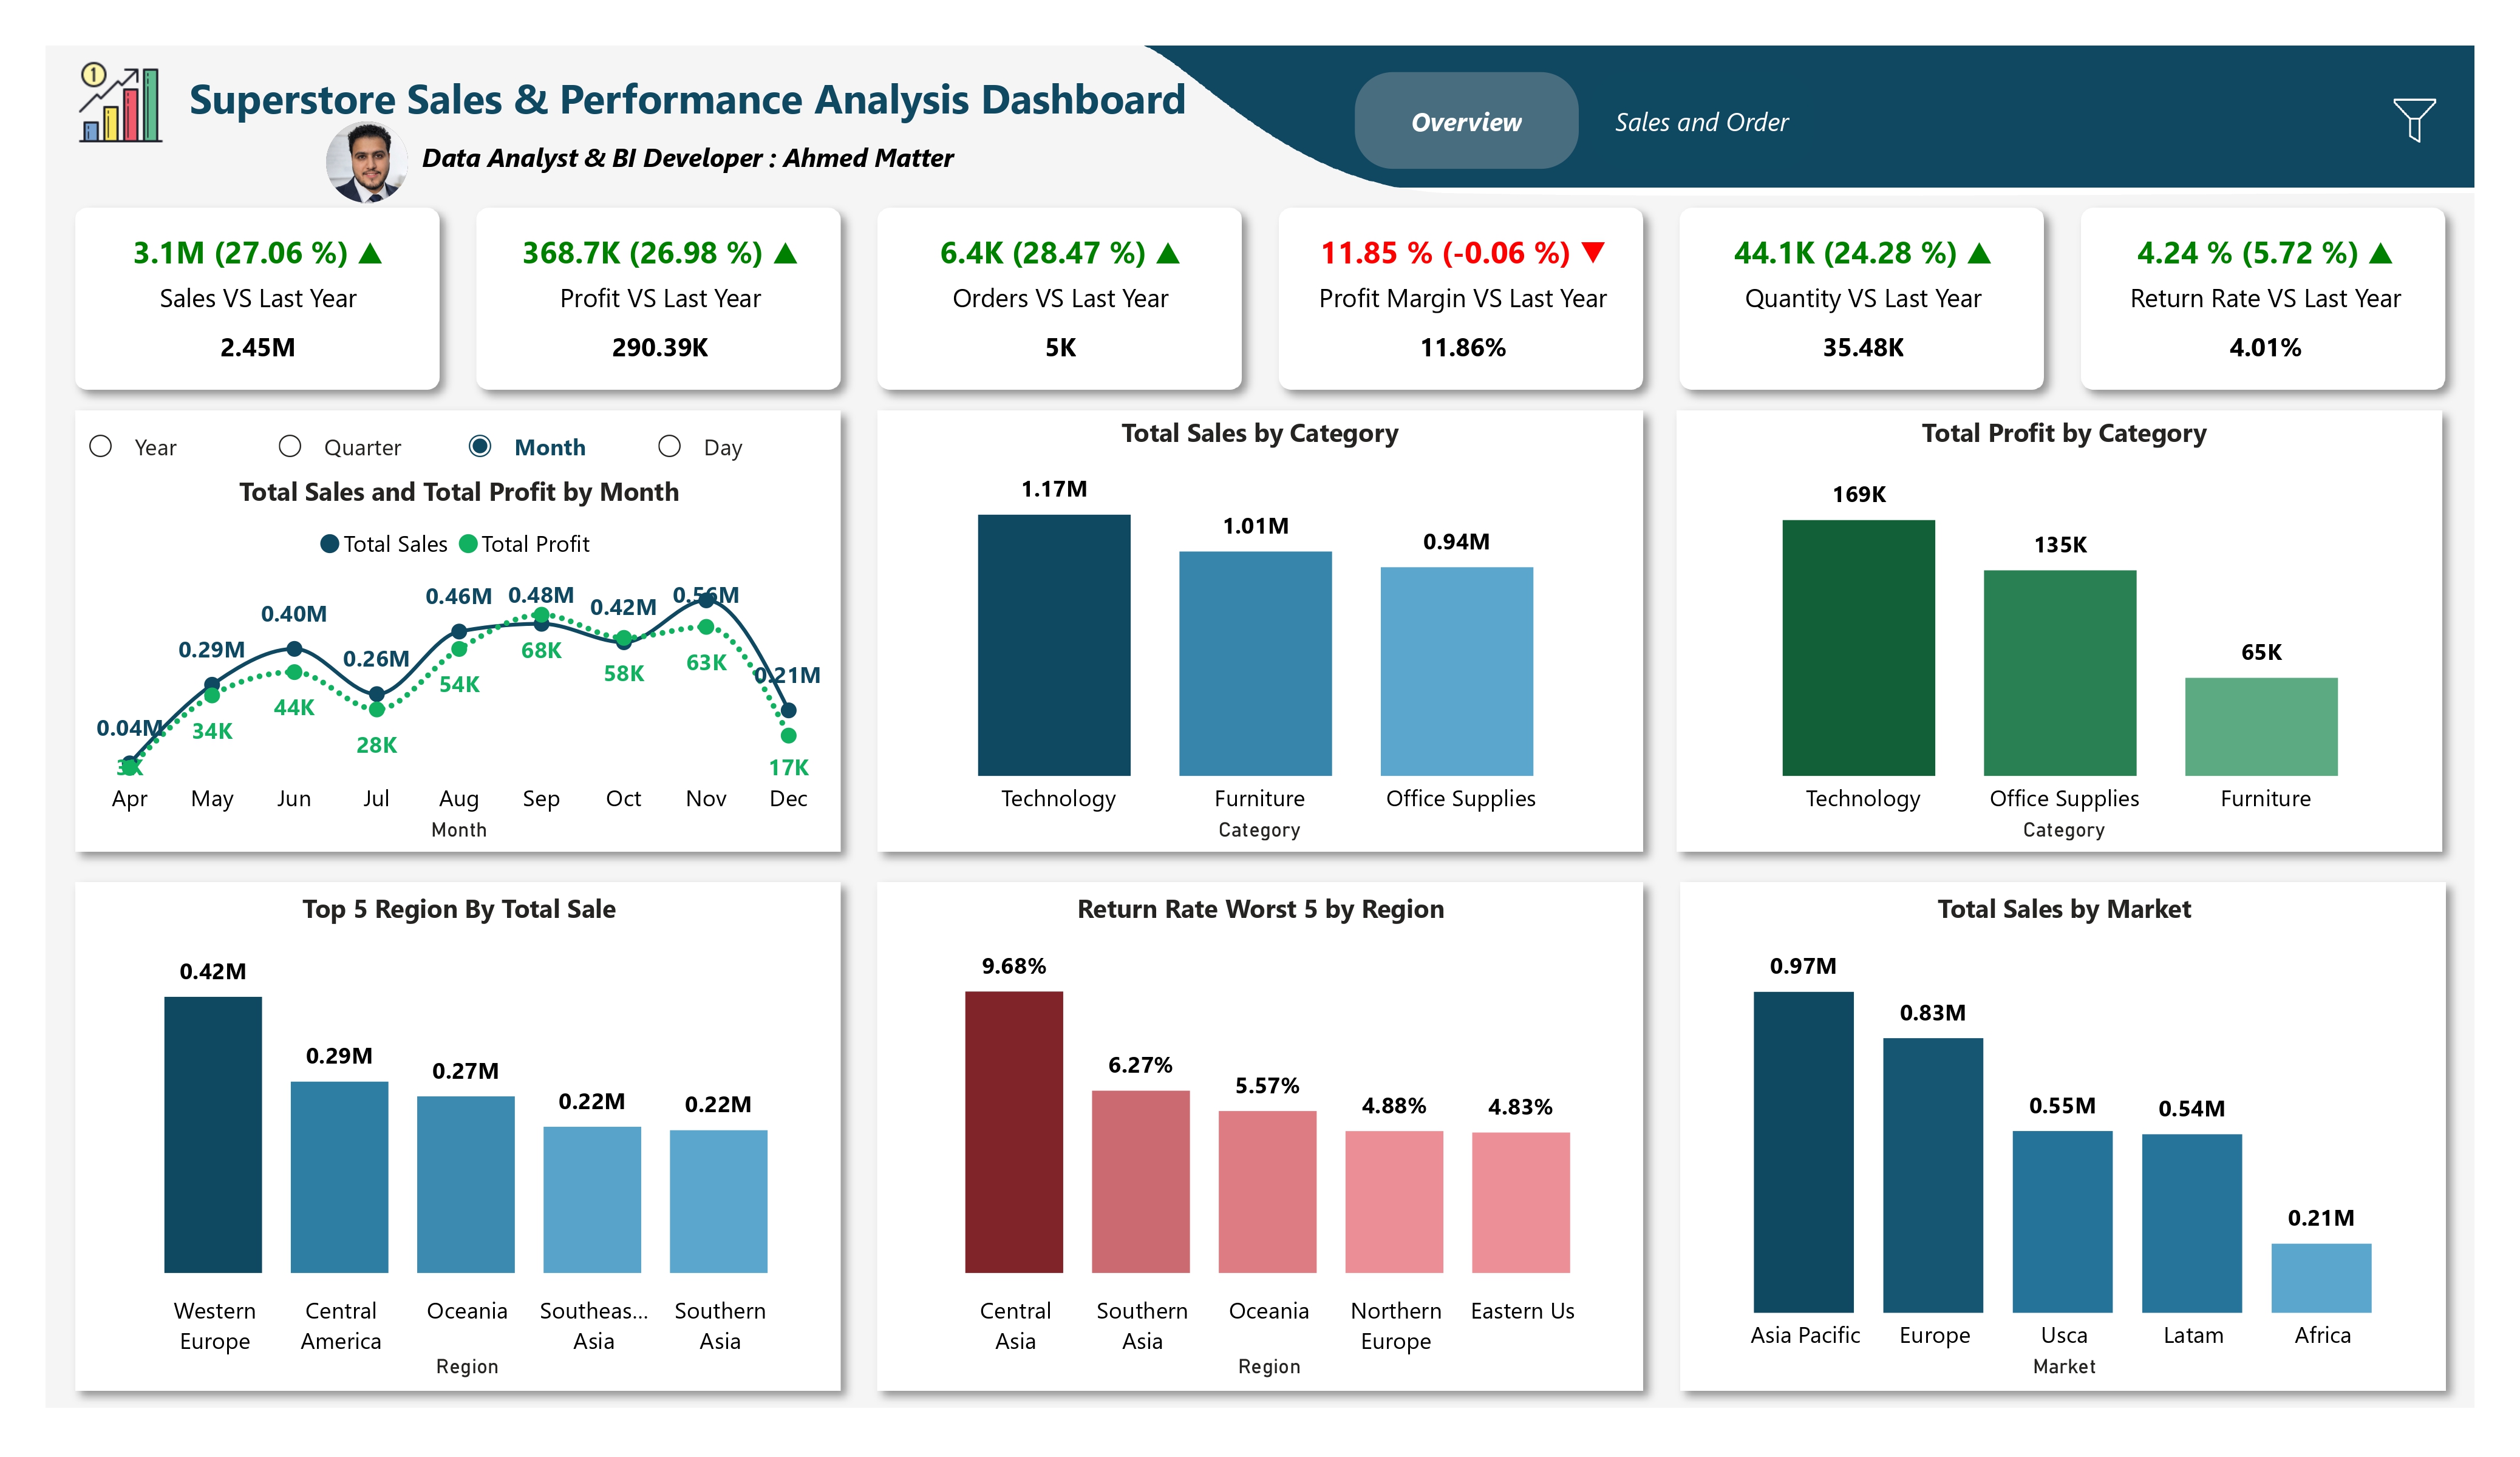 Superstore Sales & Performance Analysis Dashboard
Data Analyst & BI Developer : Ahmed Matter
Overview
Sales and Order
3.1M (27.06 %) ▲
Sales VS Last Year
2.45M
368.7K (26.98 %) ▲
Profit VS Last Year
290.39K
6.4K (28.47 %) ▲
Orders VS Last Year
5K
11.85 % (-0.06 %) ▼
Profit Margin VS Last Year
11.86%
44.1K (24.28 %) ▲
Quantity VS Last Year
35.48K
4.24 % (5.72 %) ▲
Return Rate VS Last Year
4.01%
Year Quarter Month Day
Total Sales and Total Profit by Month
Total Sales Total Profit
0.04M 0.29M 0.40M 0.26M 0.46M 0.48M 0.42M 0.56M 0.21M
3K 34K 44K 28K 54K 68K 58K 63K 17K
Apr May Jun Jul Aug Sep Oct Nov Dec
Month
Total Sales by Category
1.17M 1.01M 0.94M
Technology Furniture Office Supplies
Category
Total Profit by Category
169K 135K 65K
Technology Office Supplies Furniture
Category
Top 5 Region By Total Sale
0.42M 0.29M 0.27M 0.22M 0.22M
Western Central Oceania Southeas... Southern
Europe America Asia Asia
Region
Return Rate Worst 5 by Region
9.68% 6.27% 5.57% 4.88% 4.83%
Central Southern Oceania Northern Eastern Us
Asia Asia Europe
Region
Total Sales by Market
0.97M 0.83M 0.55M 0.54M 0.21M
Asia Pacific Europe Usca Latam Africa
Market
1